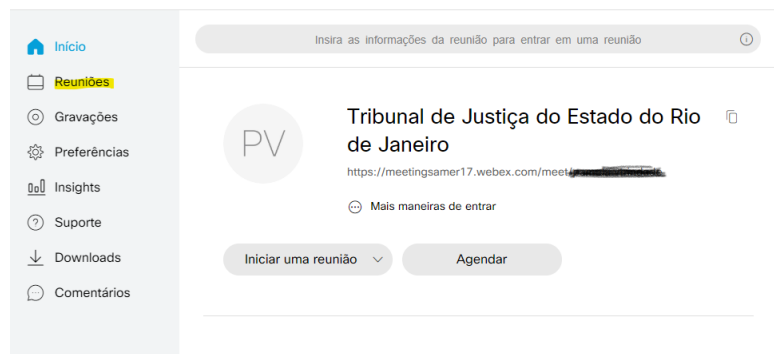 Início
Reuniões
Gravações
Preferências
Insights
Suporte
Downloads
Comentários
Insira as informações da reunião para entrar em uma reunião
PV
Tribunal de Justiça do Estado do Rio
de Janeiro
https://meetingsamer17.webex.com/meet/
Mais maneiras de entrar
Iniciar uma reunião
Agendar